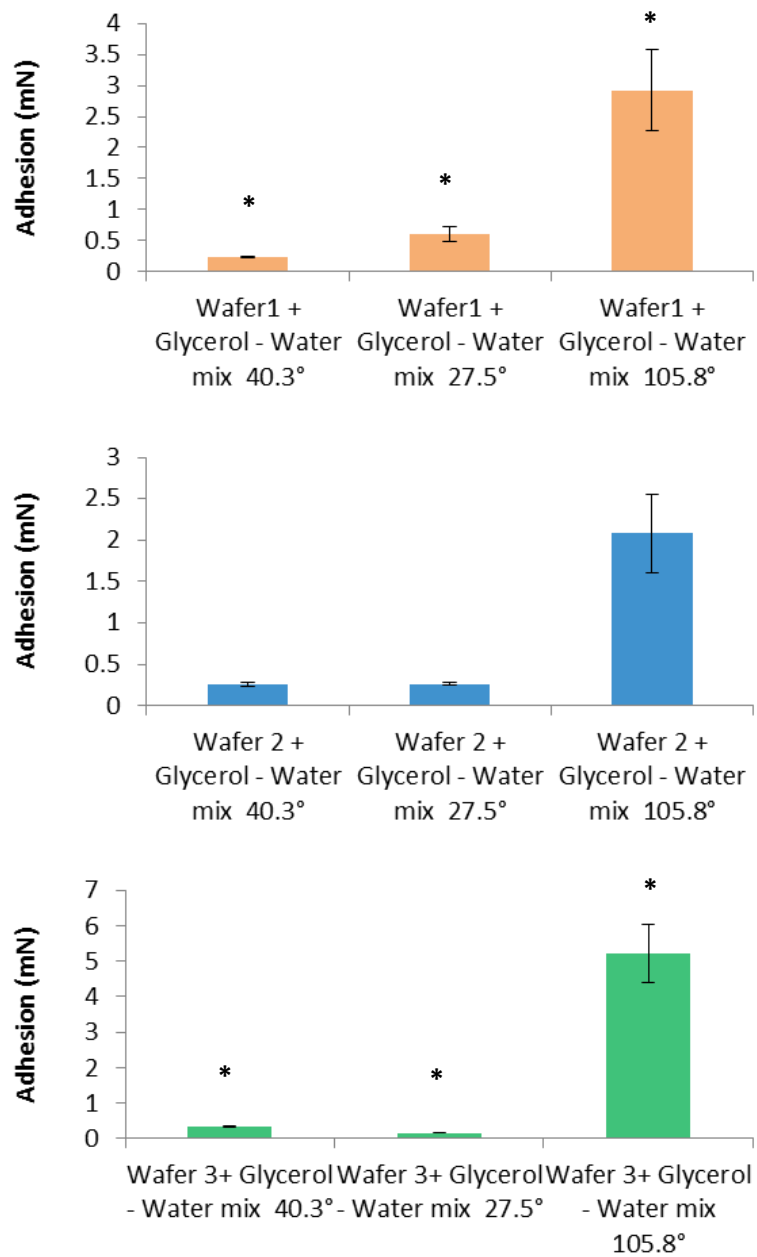 Adhesion (mN)
4
3.5
3
2.5
2
1.5
1
0.5
0
*
*
*
Wafer1 +
Glycerol - Water
mix 40.3°
Wafer1 +
Glycerol - Water
mix 27.5°
Wafer1 +
Glycerol - Water
mix 105.8°
Adhesion (mN)
3
2.5
2
1.5
1
0.5
0
Wafer 2 +
Glycerol - Water
mix 40.3°
Wafer 2 +
Glycerol - Water
mix 27.5°
Wafer 2 +
Glycerol - Water
mix 105.8°
Adhesion (mN)
7
6
5
4
3
2
1
0
*
*
*
Wafer 3+ Glycerol
- Water mix 40.3°
Wafer 3+ Glycerol
- Water mix 27.5°
Wafer 3+ Glycerol
- Water mix
105.8°